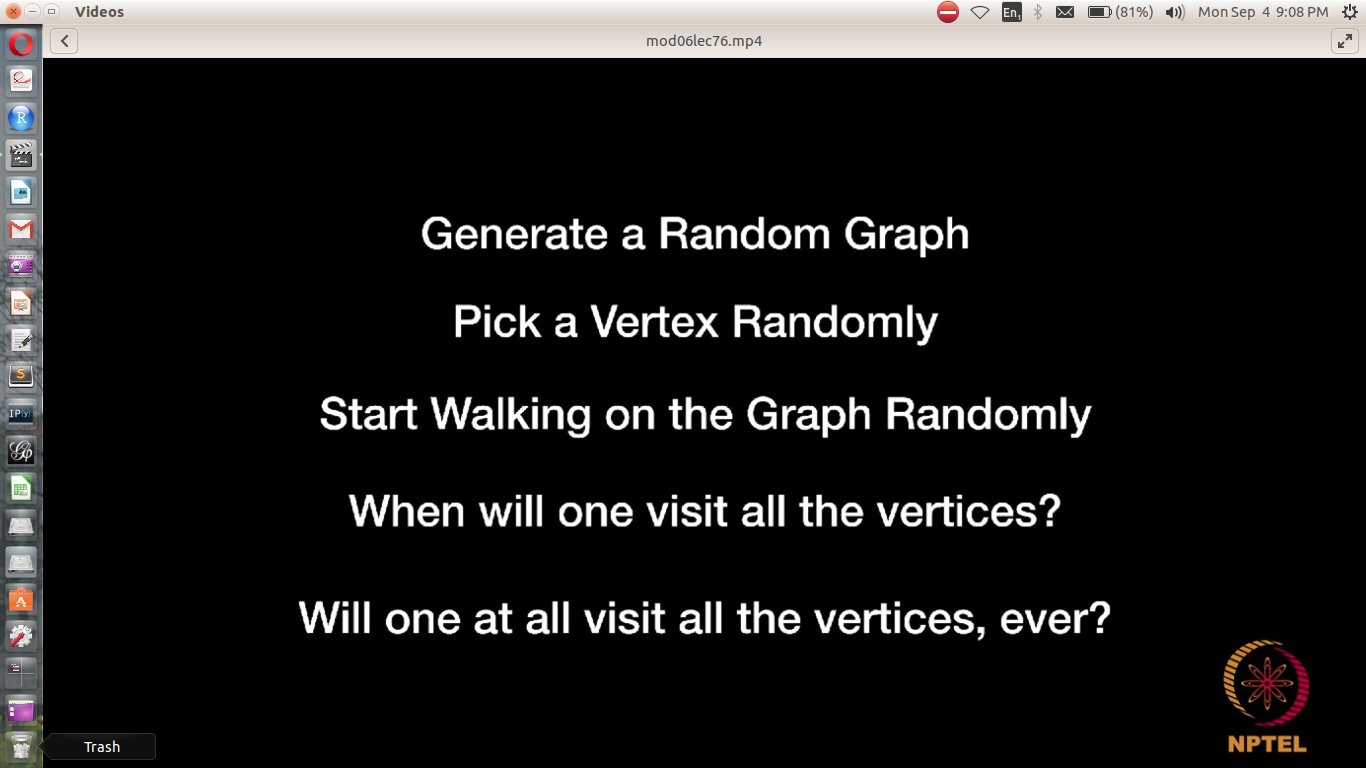 Videos
En1
(81%)
Mon Sep 4 9:08 PM
mod06lec76.mp4
Generate a Random Graph
Pick a Vertex Randomly
Start Walking on the Graph Randomly
When will one visit all the vertices?
Will one at all visit all the vertices, ever?
R
S
IP[y]
NPTEL
Trash